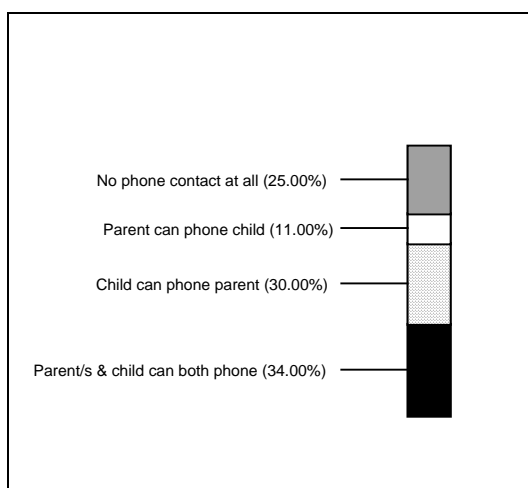 No phone contact at all (25.00%)
Parent can phone child (11.00%)
Child can phone parent (30.00%)
Parent/s & child can both phone (34.00%)